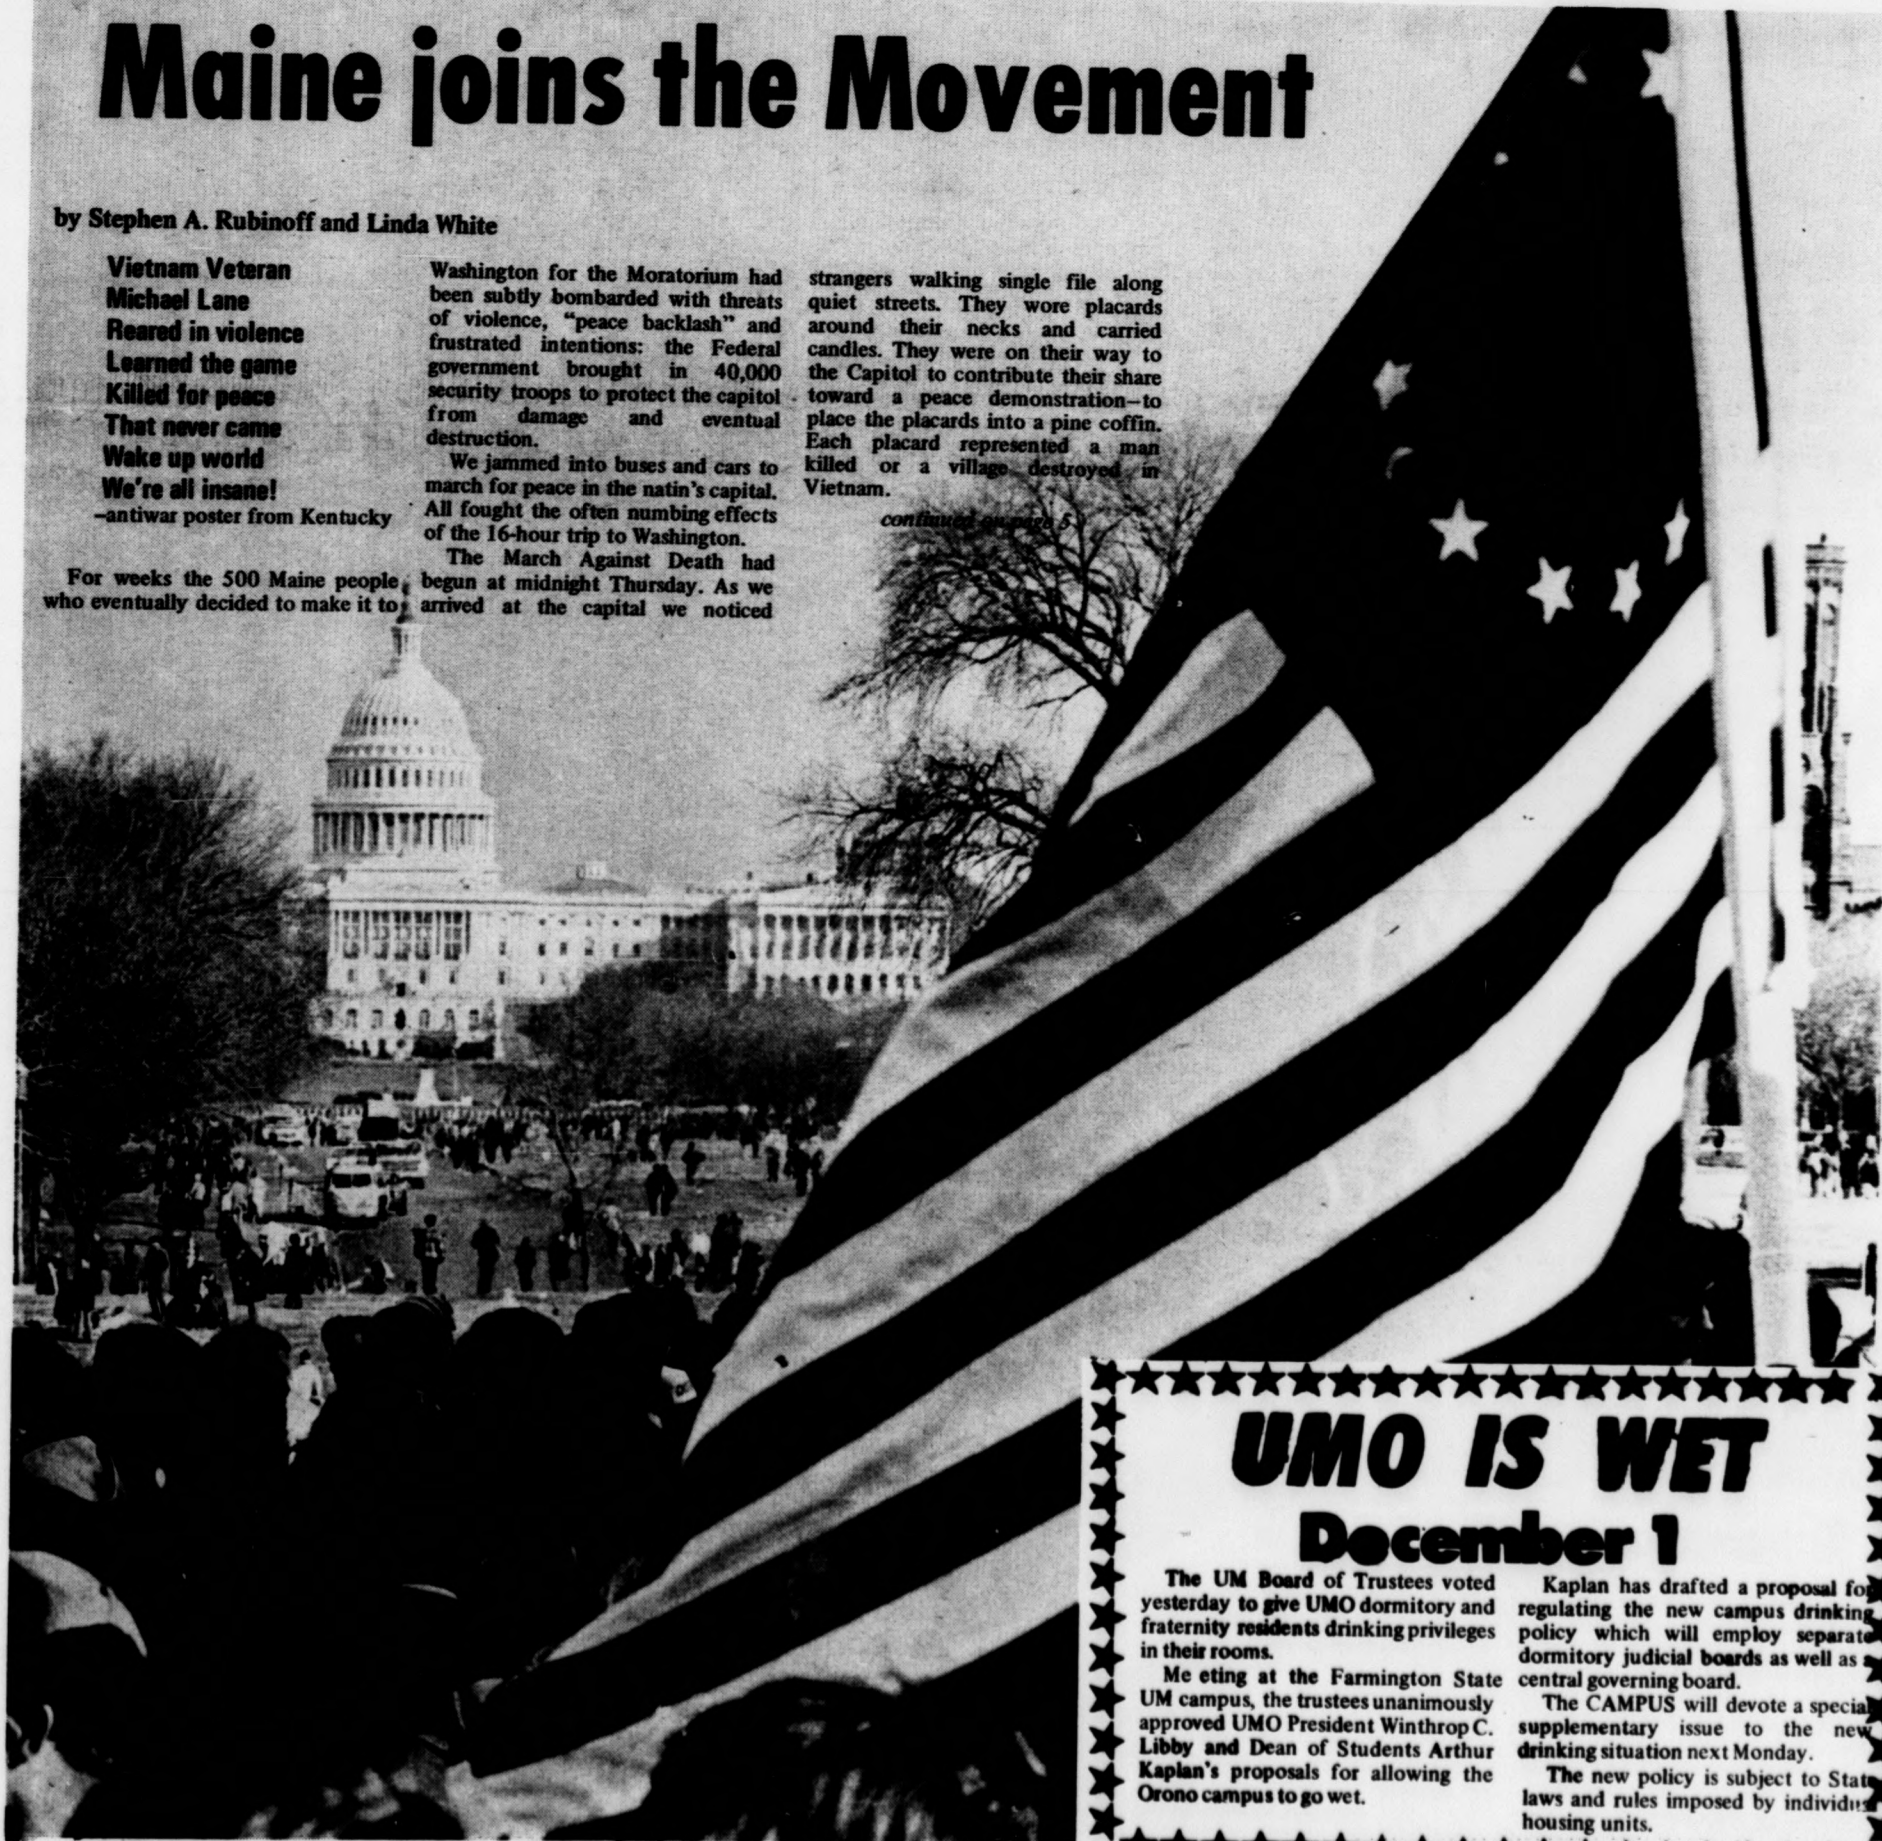 Maine joins the Movement
by Stephen A. Rubinoff and Linda White
Vietnam Veteran
Michael Lane
Reared in violence
Learned the game
Killed for peace
That never came
Wake up world
We're all insane!
—antiwar poster from Kentucky
For weeks the 500 Maine people
who eventually decided to make it to
Washington for the Moratorium had
been subtly bombarded with threats
of violence, "peace backlash" and
frustrated intentions: the Federal
government brought in 40,000
security troops to protect the capitol
from damage and eventual
destruction.
We jammed into buses and cars to
march for peace in the natin's capital.
All fought the often numbing effects
of the 16-hour trip to Washington.
The March Against Death had
begun at midnight Thursday. As we
arrived at the capital we noticed
strangers walking single file along
quiet streets. They wore placards
around their necks and carried
candles. They were on their way to
the Capitol to contribute their share
toward a peace demonstration—to
place the placards into a pine coffin.
Each placard represented a man
killed or a village destroyed in
Vietnam.
continued on page 5
UMO IS WET
December 1
The UM Board of Trustees voted
yesterday to give UMO dormitory and
fraternity residents drinking privileges
in their rooms.
Me eting at the Farmington State
UM campus, the trustees unanimously
approved UMO President Winthrop C.
Libby and Dean of Students Arthur
Kaplan's proposals for allowing the
Orono campus to go wet.
Kaplan has drafted a proposal for
regulating the new campus drinking
policy which will employ separate
dormitory judicial boards as well as a
central governing board.
The CAMPUS will devote a special
supplementary issue to the new
drinking situation next Monday.
The new policy is subject to State
laws and rules imposed by individual
housing units.